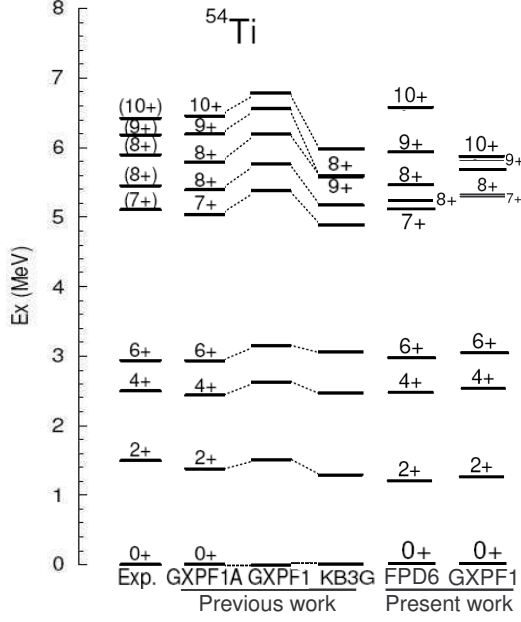 54Ti
8
7
6
5
4
3
2
1
0
Ex (MeV)
(10+) 10+ 10+
(9+) 9+ 9+ 10+
(8+) 8+ 8+ 9+
(8+) 8+ 9+ 8+ 8+
(7+) 7+ 8+ 7+
7+
6+ 6+ 6+ 6+
4+ 4+ 4+ 4+
2+ 2+ 2+ 2+
0+ 0+ 0+ 0+
Exp. GXPF1A GXPF1 KB3G FPD6 GXPF1
Previous work Present work